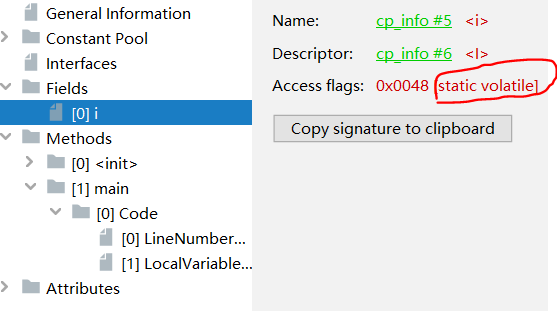 General Information
Constant Pool
Interfaces
Fields
[0] i
Methods
[0] <init>
[1] main
[0] Code
[0] LineNumber...
[1] LocalVariable...
Attributes
Name: cp_info #5 <i>
Descriptor: cp_info #6 <I>
Access flags: 0x0048 [static volatile]
Copy signature to clipboard